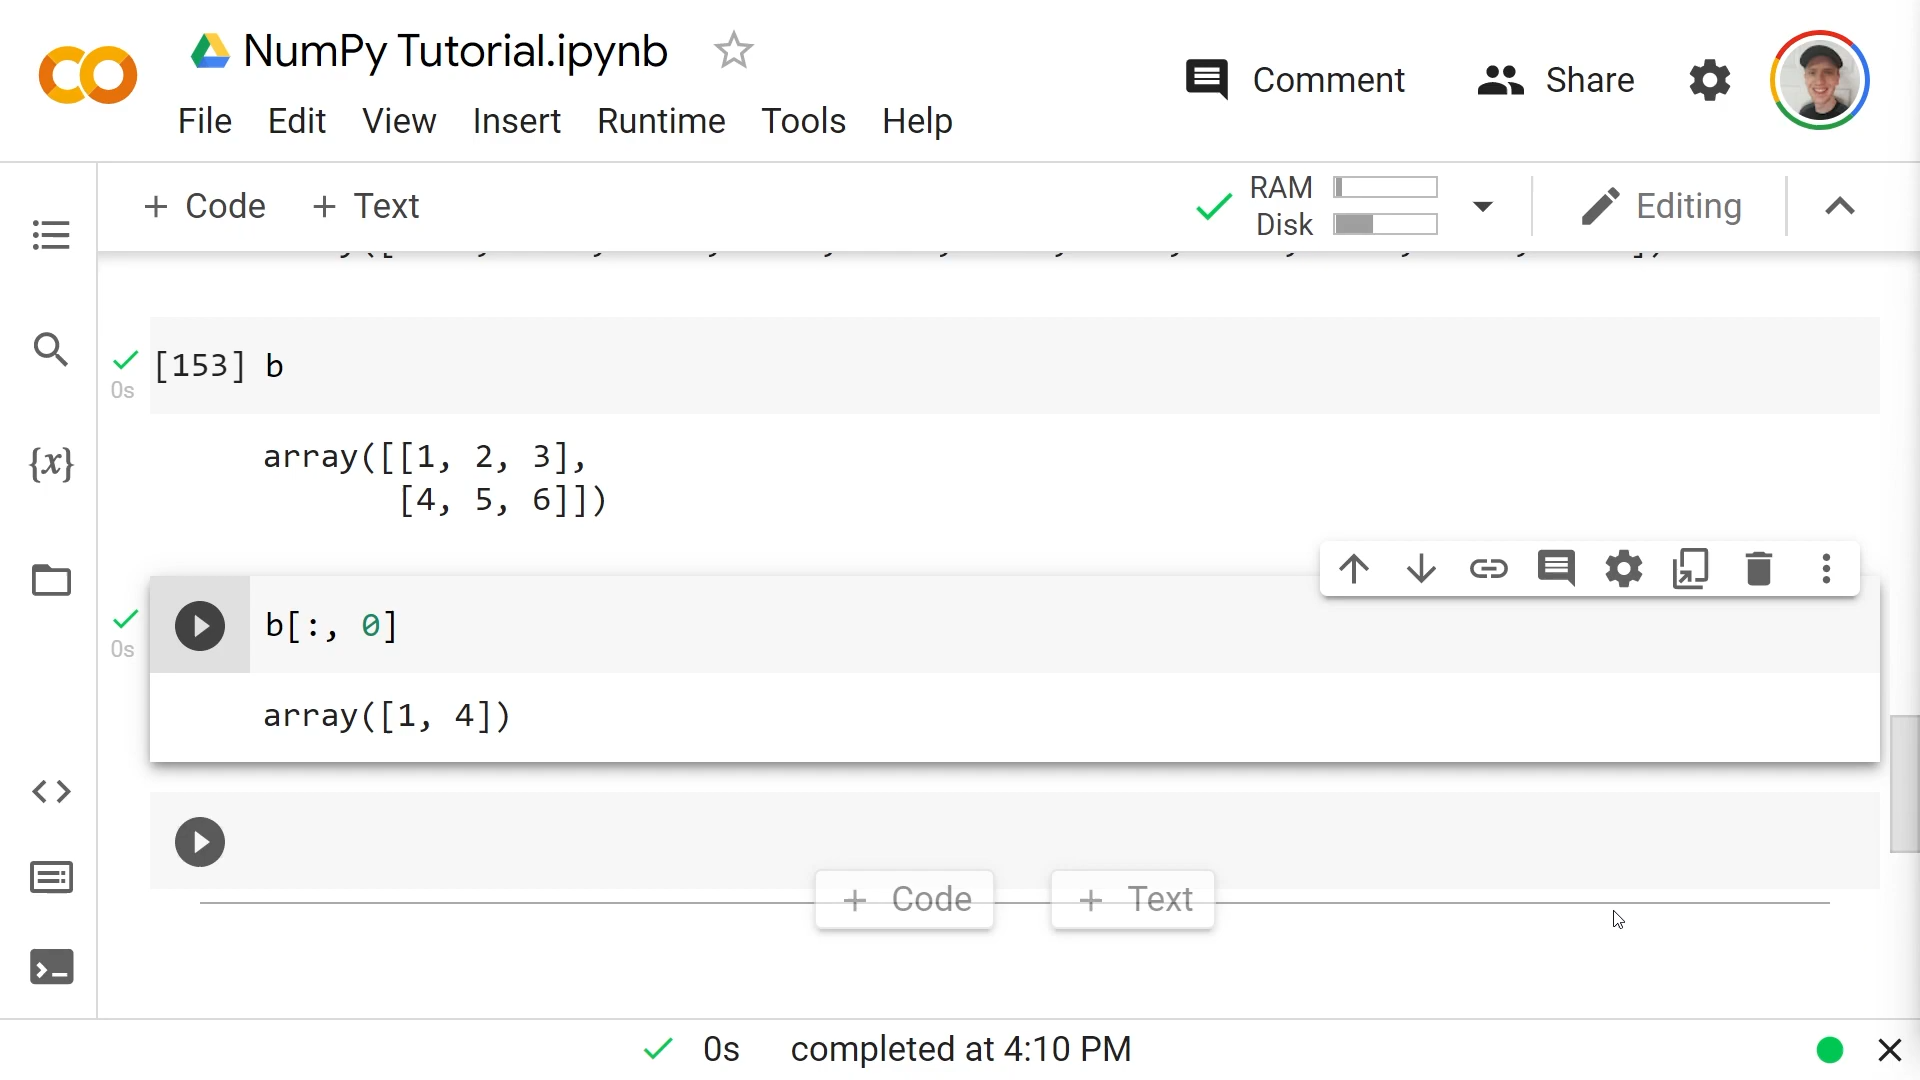 NumPy Tutorial.ipynb
Comment
Share
File Edit View Insert Runtime Tools Help
+ Code + Text
RAM
Disk
Editing
{x}
0s
[153] b
array([[1, 2, 3],
[4, 5, 6]])
0s
b[:, 0]
array([1, 4])
+ Code + Text
0s completed at 4:10 PM